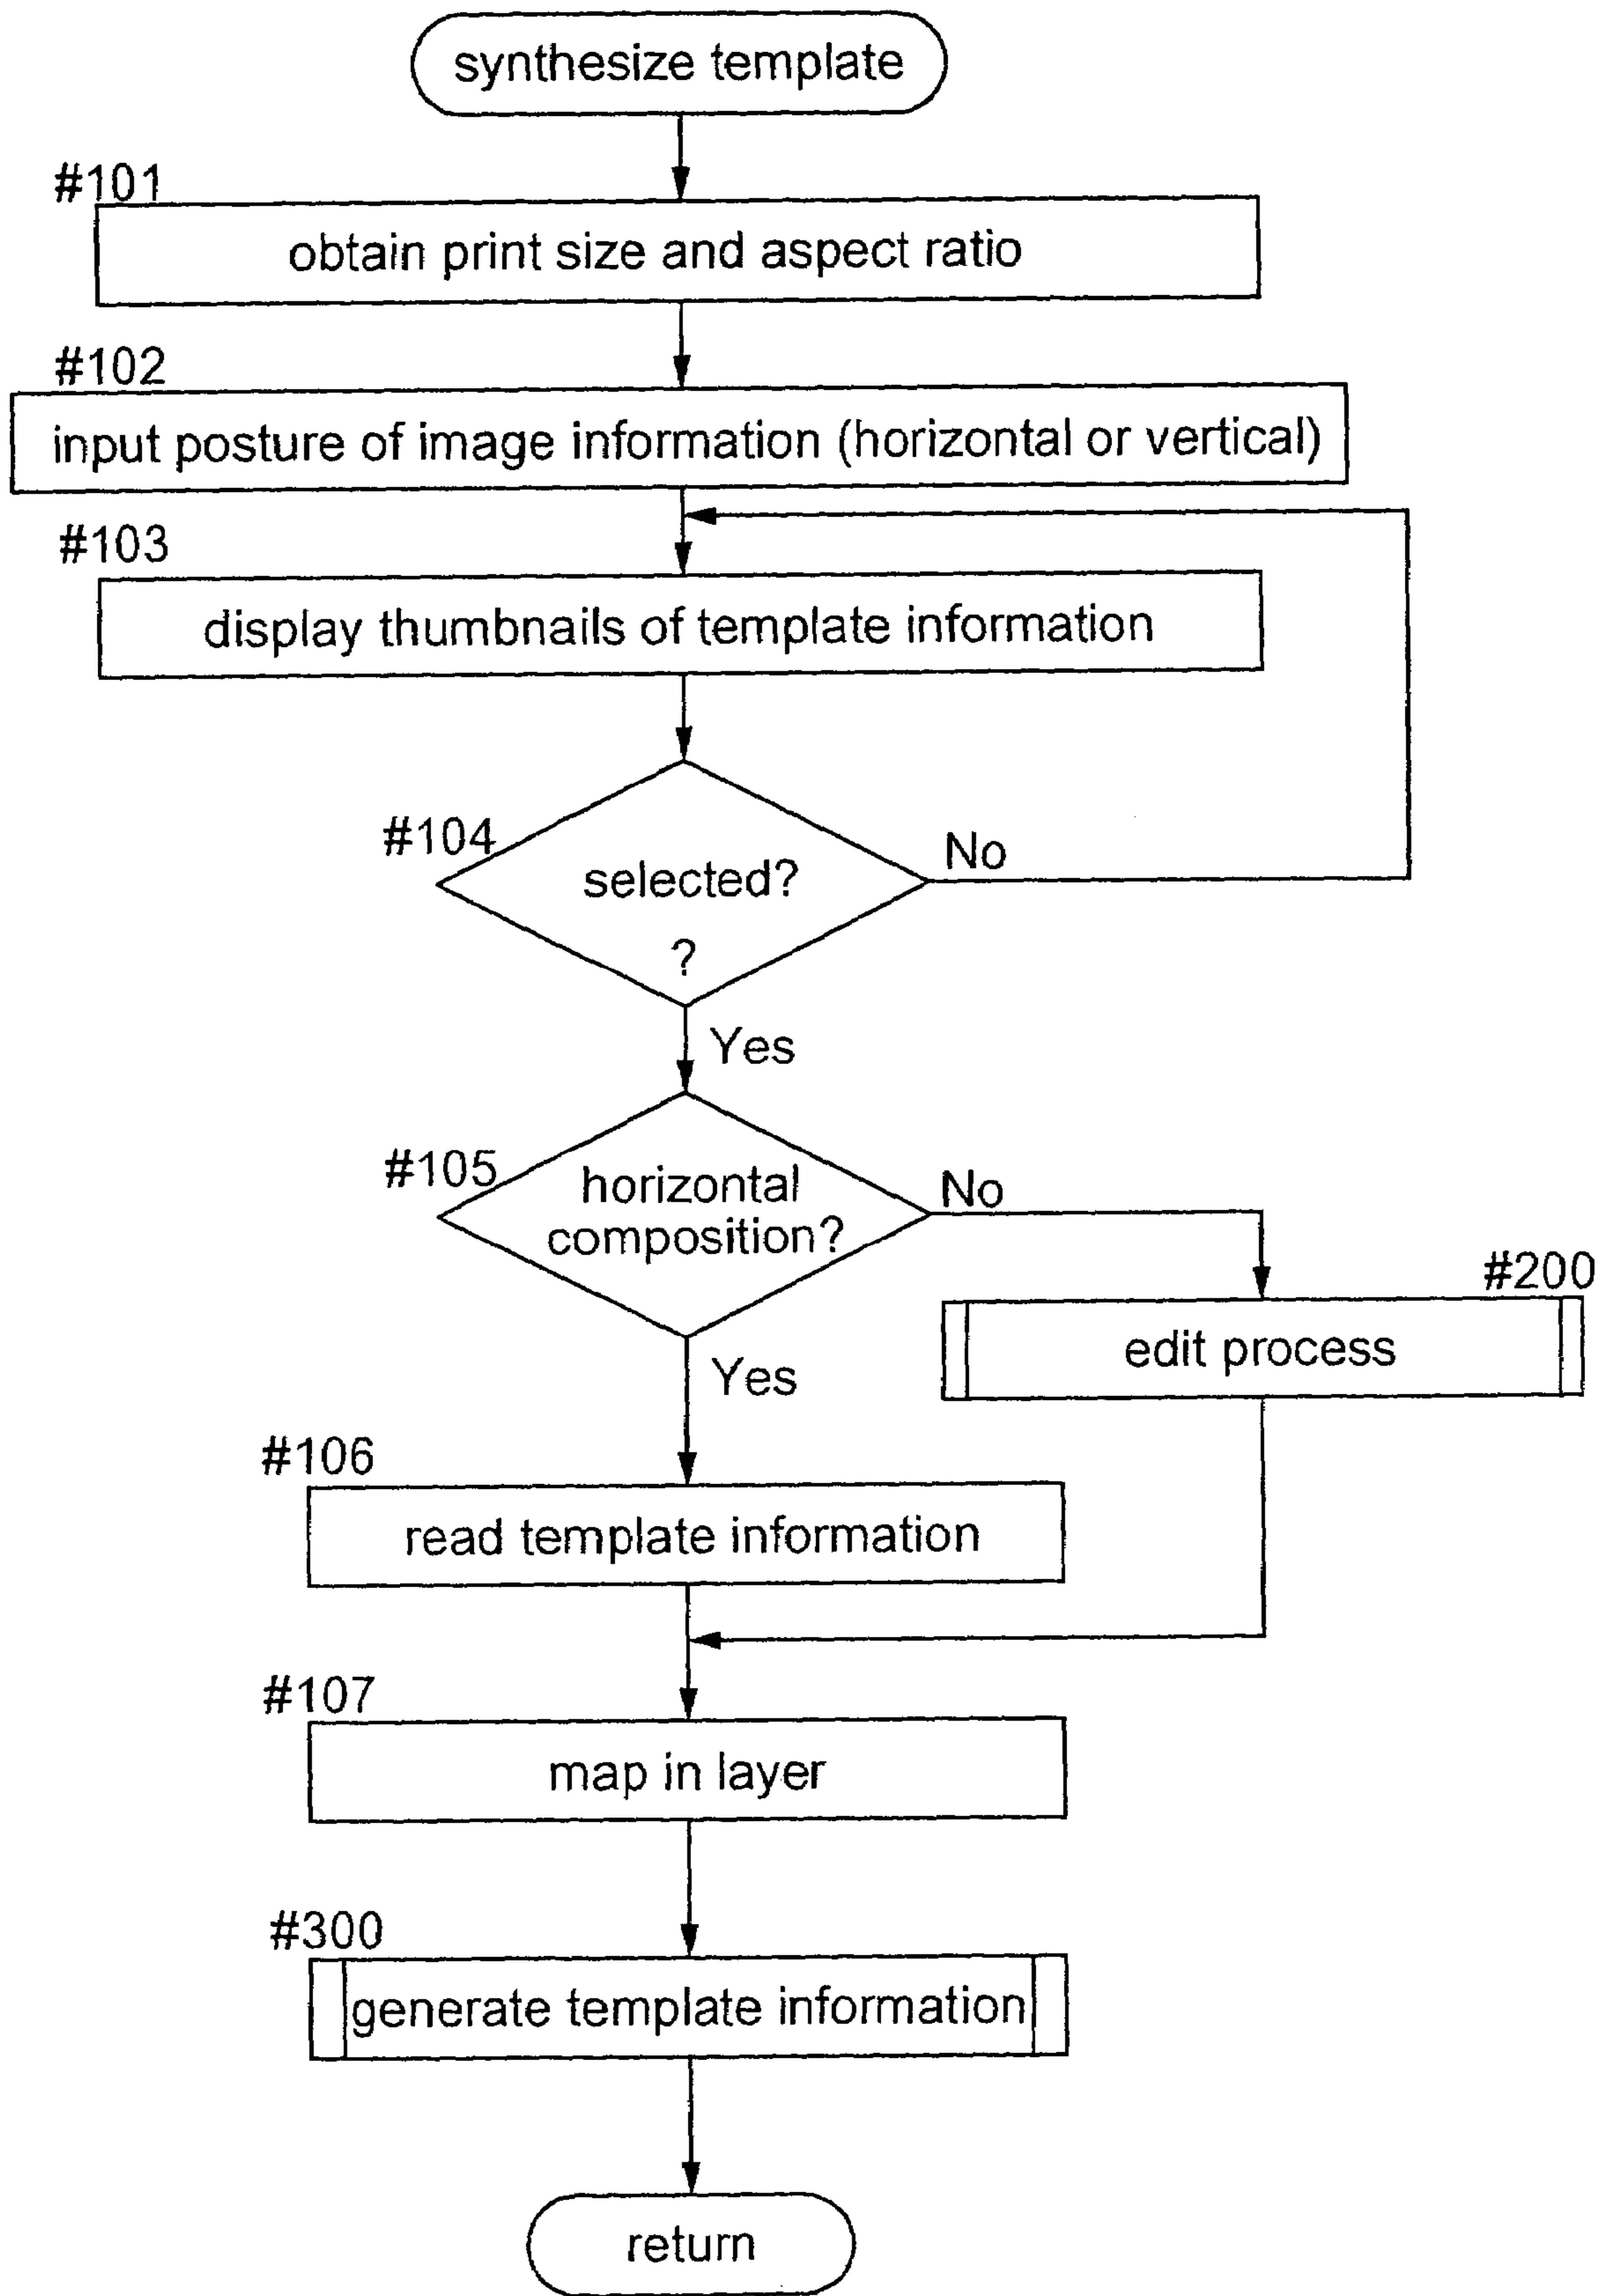 synthesize template
#101
obtain print size and aspect ratio
#102
input posture of image information (horizontal or vertical)
#103
display thumbnails of template information
#104
selected?
?
No
Yes
#105
horizontal
composition?
No
#200
edit process
Yes
#106
read template information
#107
map in layer
#300
generate template information
return